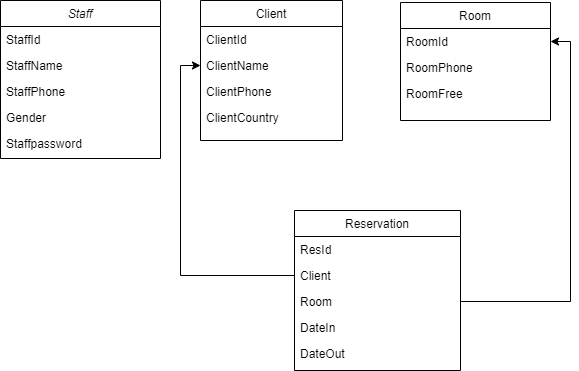 Staff
StaffId
StaffName
StaffPhone
Gender
Staffpassword
Client
ClientId
ClientName
ClientPhone
ClientCountry
Room
RoomId
RoomPhone
RoomFree
Reservation
ResId
Client
Room
DateIn
DateOut